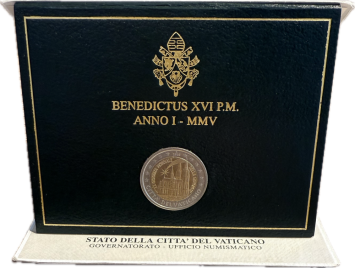 BENEDICTUS XVI P.M.
ANNO I - MMV
STATO DELLA CITTA' DEL VATICANO
GOVERNATORATO - UFFICIO NUMISMATICO